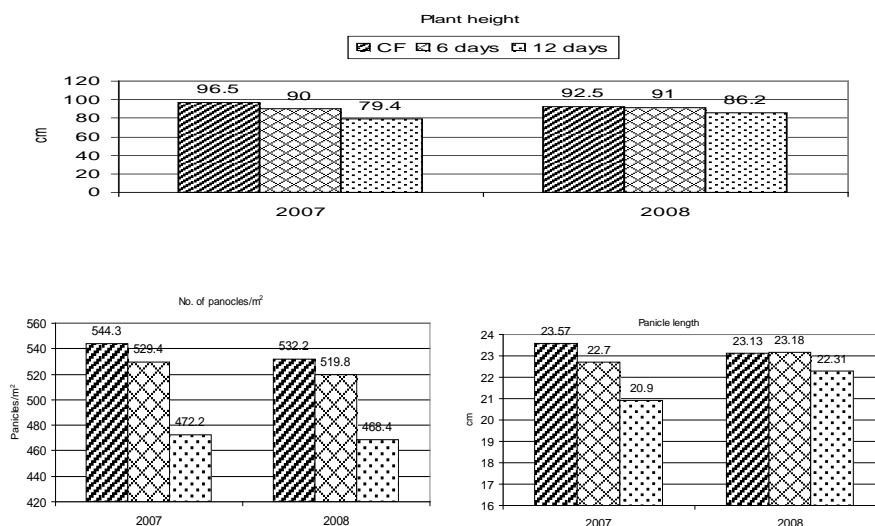 Plant height
CF 6 days 12 days
120
100
80
60
40
20
0
cm
96.5 90 79.4 92.5 91 86.2
2007 2008
No. of panocles/m²
560
540
520
500
480
460
440
420
Panicles/m²
544.3 529.4 472.2 532.2 519.8 468.4
2007 2008
Panicle length
24
23
22
21
20
19
18
17
16
cm
23.57 22.7 20.9 23.13 23.18 22.31
2007 2008